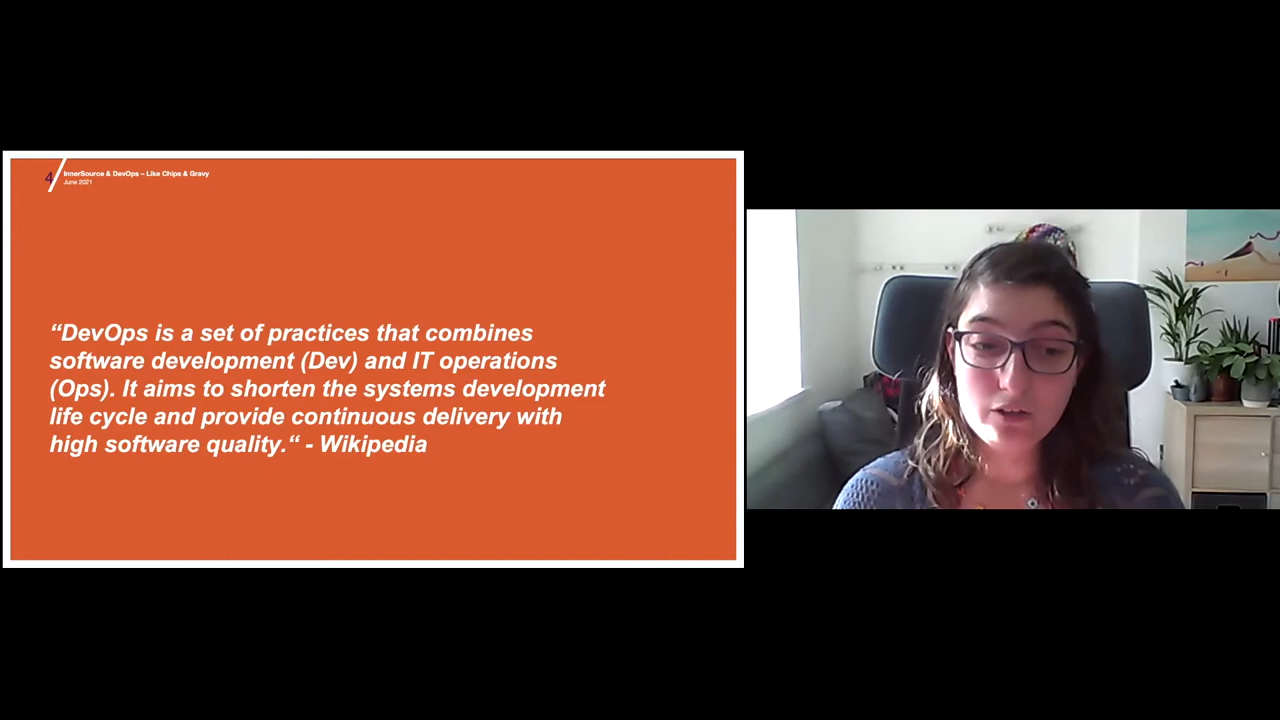 4
InnerSource & DevOps – Like Chips & Gravy
June 2021
“DevOps is a set of practices that combines
software development (Dev) and IT operations
(Ops). It aims to shorten the systems development
life cycle and provide continuous delivery with
high software quality.“ - Wikipedia